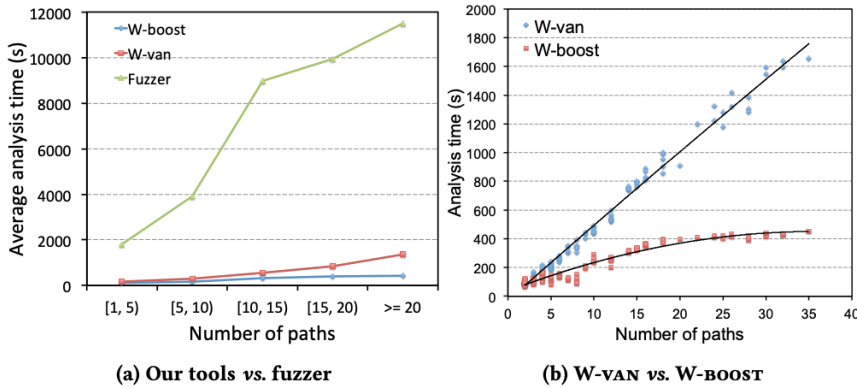 12000
10000
8000
6000
4000
2000
0
Average analysis time (s)
W-boost
W-van
Fuzzer
[1, 5)
[5, 10)
[10, 15)
[15, 20)
>= 20
Number of paths
(a) Our tools vs. fuzzer
2000
1800
1600
1400
1200
1000
800
600
400
200
0
Analysis time (s)
W-van
W-boost
0
5
10
15
20
25
30
35
40
Number of paths
(b) W-VAN vs. W-BOOST